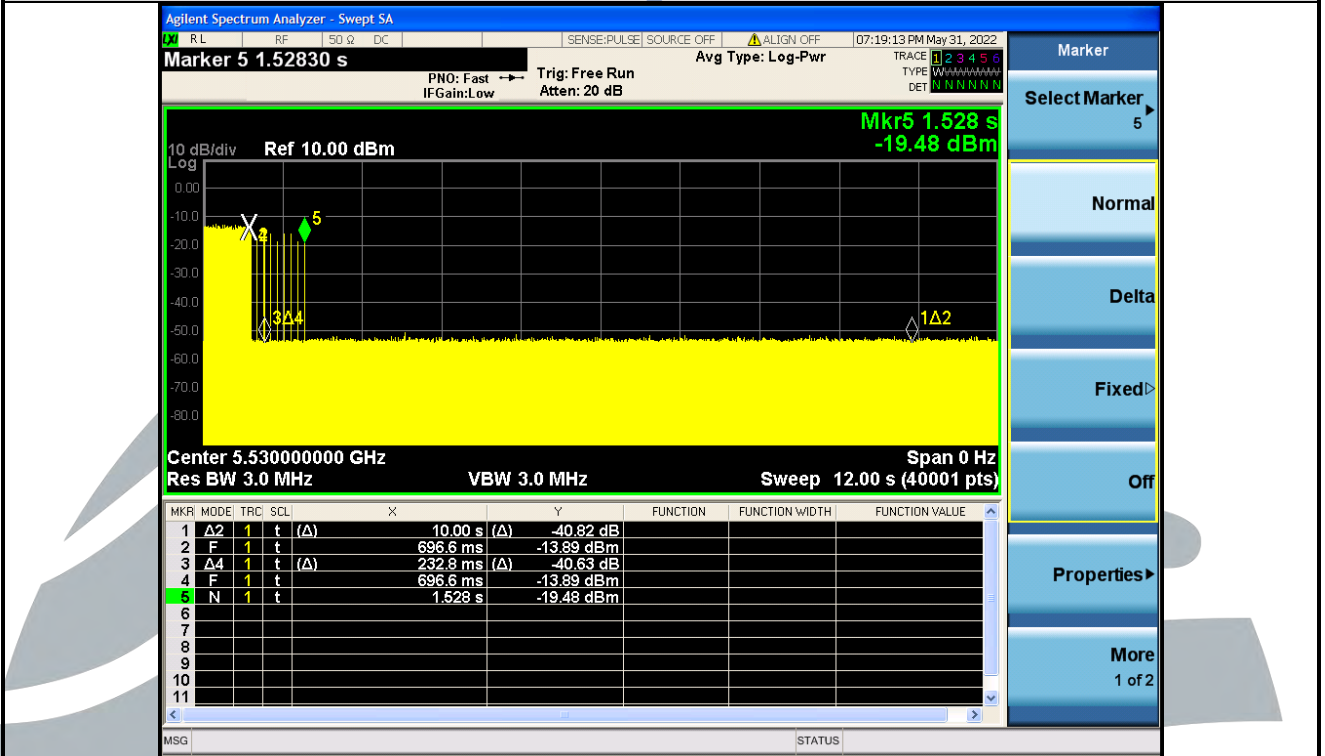 Agilent Spectrum Analyzer - Swept SA
LXI RL RF 50 Ω DC SENSE:PULSE SOURCE OFF ALIGN OFF 07:19:13 PM May 31, 2022
Marker 5 1.52830 s
PNO: Fast
IFGain:Low
Trig: Free Run
Atten: 20 dB
Avg Type: Log-Pwr
TRACE 1 2 3 4 5 6
TYPE WWWWWW
DET N N N N N N
Mkr5 1.528 s
-19.48 dBm
10 dB/div Ref 10.00 dBm
Log
0.00
-10.0
-20.0
-30.0
-40.0
-50.0
-60.0
-70.0
-80.0
X
2
5
3Δ4
1Δ2
Center 5.530000000 GHz Span 0 Hz
Res BW 3.0 MHz VBW 3.0 MHz Sweep 12.00 s (40001 pts)
MKR MODE TRC SCL X Y FUNCTION FUNCTION WIDTH FUNCTION VALUE
1 Δ2 1 t (Δ) 10.00 s (Δ) -40.82 dB
2 F 1 t 696.6 ms -13.89 dBm
3 Δ4 1 t (Δ) 232.8 ms (Δ) -40.63 dB
4 F 1 t 696.6 ms -13.89 dBm
5 N 1 t 1.528 s -19.48 dBm
6
7
8
9
10
11
MSG STATUS
Marker
Select Marker
5
Normal
Delta
Fixed
Off
Properties
More
1 of 2